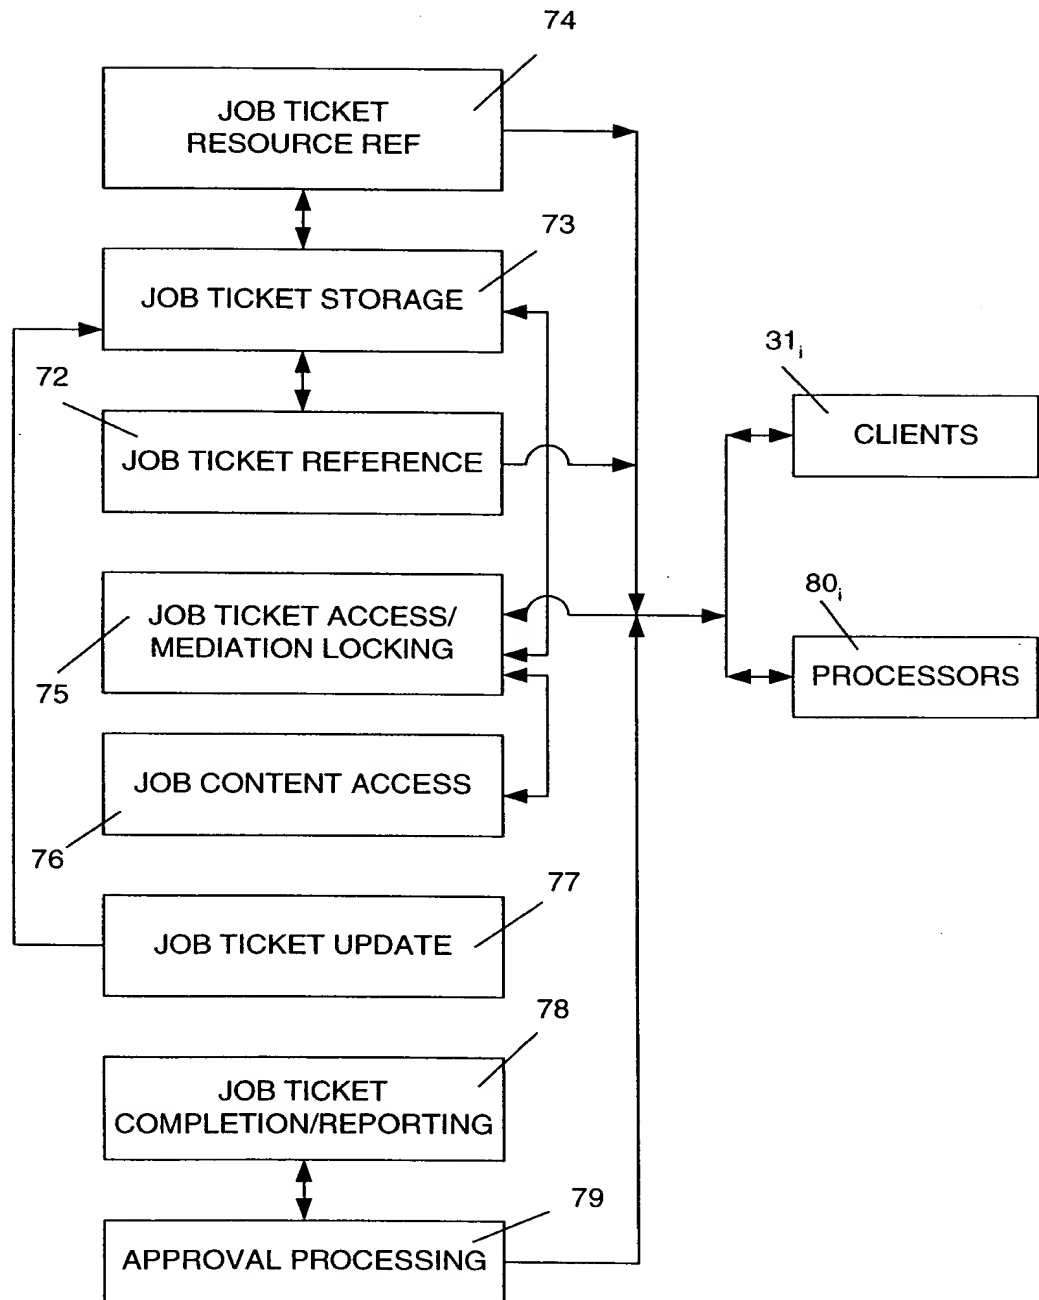 74
JOB TICKET
RESOURCE REF
73
JOB TICKET STORAGE
72
JOB TICKET REFERENCE
31i
CLIENTS
75
JOB TICKET ACCESS/
MEDIATION LOCKING
80i
PROCESSORS
76
JOB CONTENT ACCESS
77
JOB TICKET UPDATE
78
JOB TICKET
COMPLETION/REPORTING
79
APPROVAL PROCESSING